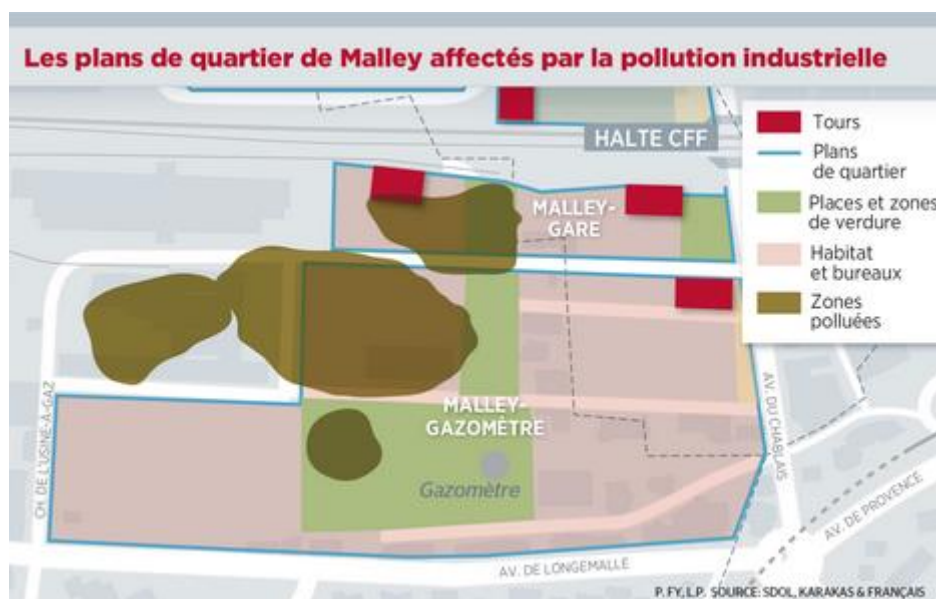 Les plans de quartier de Malley affectés par la pollution industrielle
HALTE CFF
Tours
Plans
de quartier
Places et zones
de verdure
Habitat
et bureaux
Zones
polluées
MALLEY-
GARE
MALLEY-
GAZOMÈTRE
Gazomètre
CH. DE L'USINE-À-GAZ
AV. DU CHABLAIS
AV. DE PROVENCE
AV. DE LONGEMALLE
P. FY, L.P. SOURCE: SDOL, KARAKAS & FRANÇAIS